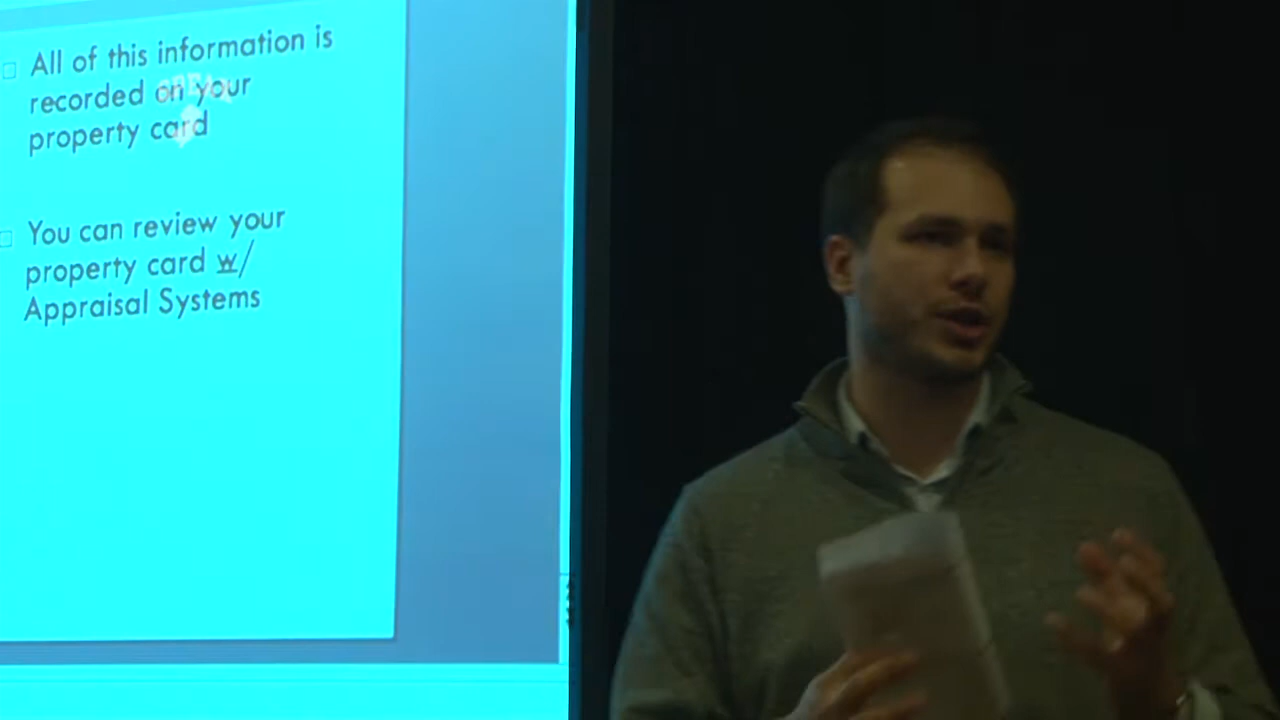 All of this information is
recorded on your
property card
You can review your
property card w/
Appraisal Systems